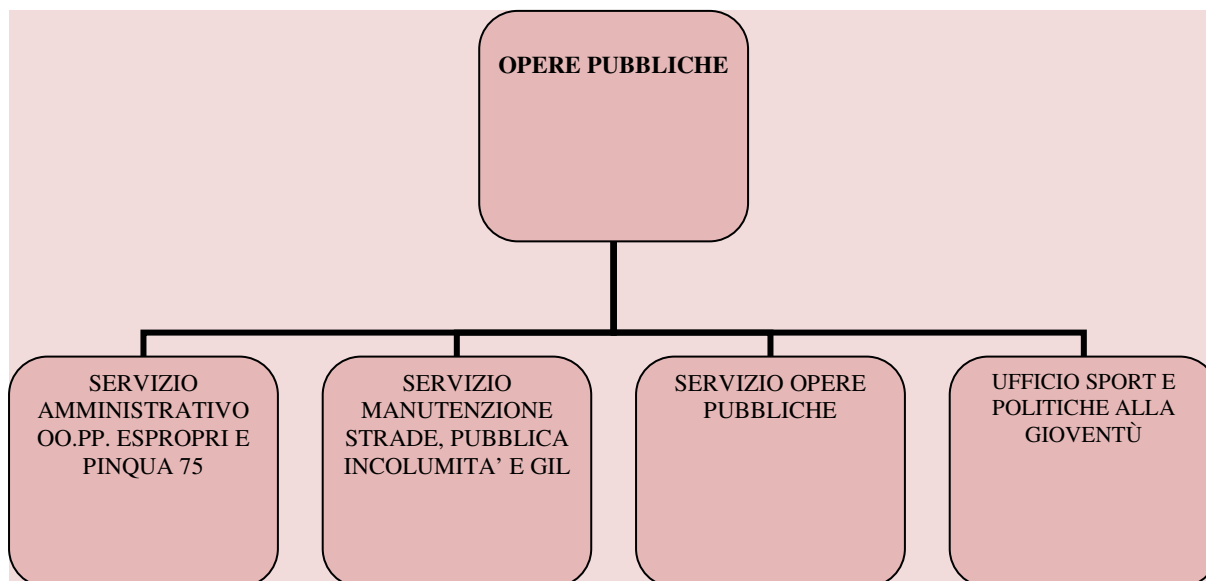 OPERE PUBBLICHE
SERVIZIO
AMMINISTRATIVO
OO.PP. ESPROPRI E
PINQUA 75
SERVIZIO
MANUTENZIONE
STRADE, PUBBLICA
INCOLUMITA’ E GIL
SERVIZIO OPERE
PUBBLICHE
UFFICIO SPORT E
POLITICHE ALLA
GIOVENTÙ